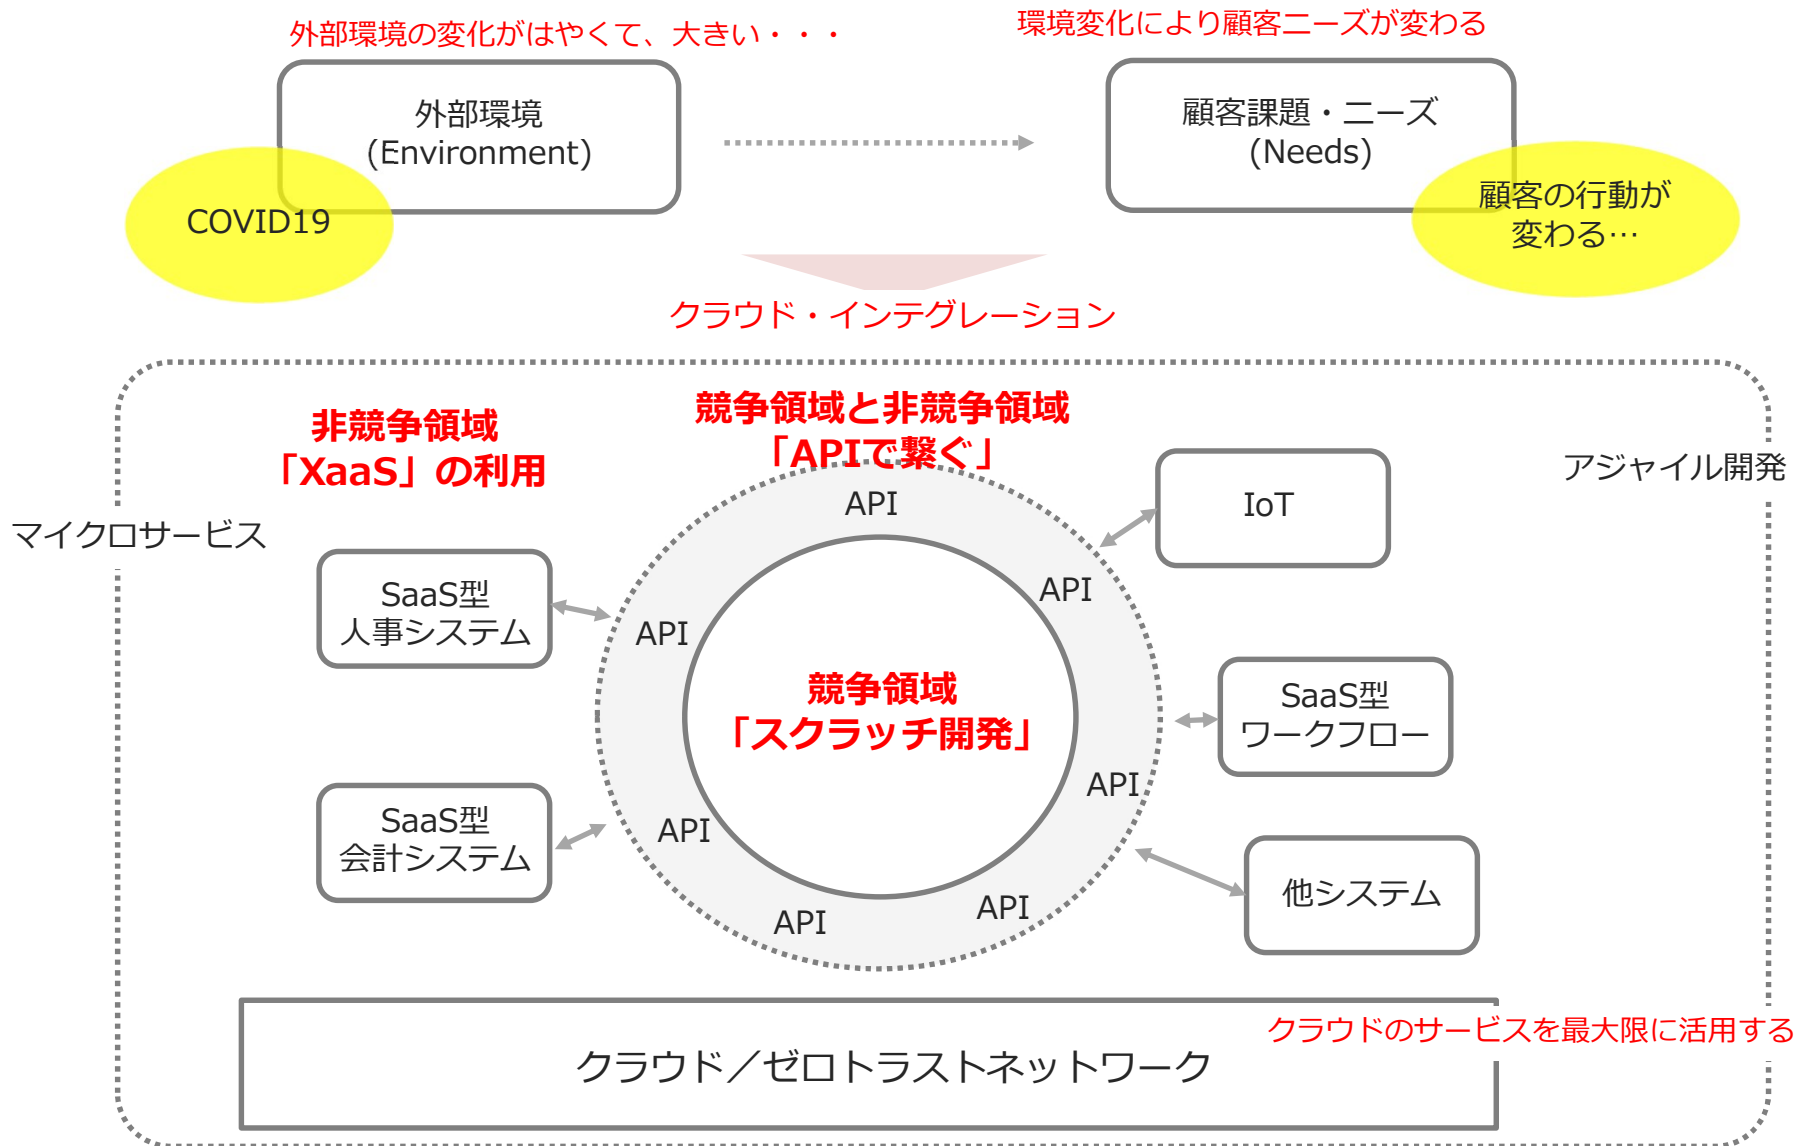 外部環境の変化がはやくて、大きい・・・
環境変化により顧客ニーズが変わる
外部環境
(Environment)
顧客課題・ニーズ
(Needs)
COVID19
顧客の行動が
変わる…
クラウド・インテグレーション
非競争領域
「XaaS」の利用
競争領域と非競争領域
「APIで繋ぐ」
アジャイル開発
マイクロサービス
API
IoT
API
SaaS型
人事システム
API
競争領域
「スクラッチ開発」
SaaS型
ワークフロー
API
SaaS型
会計システム
API
他システム
API
API
クラウドのサービスを最大限に活用する
クラウド／ゼロトラストネットワーク